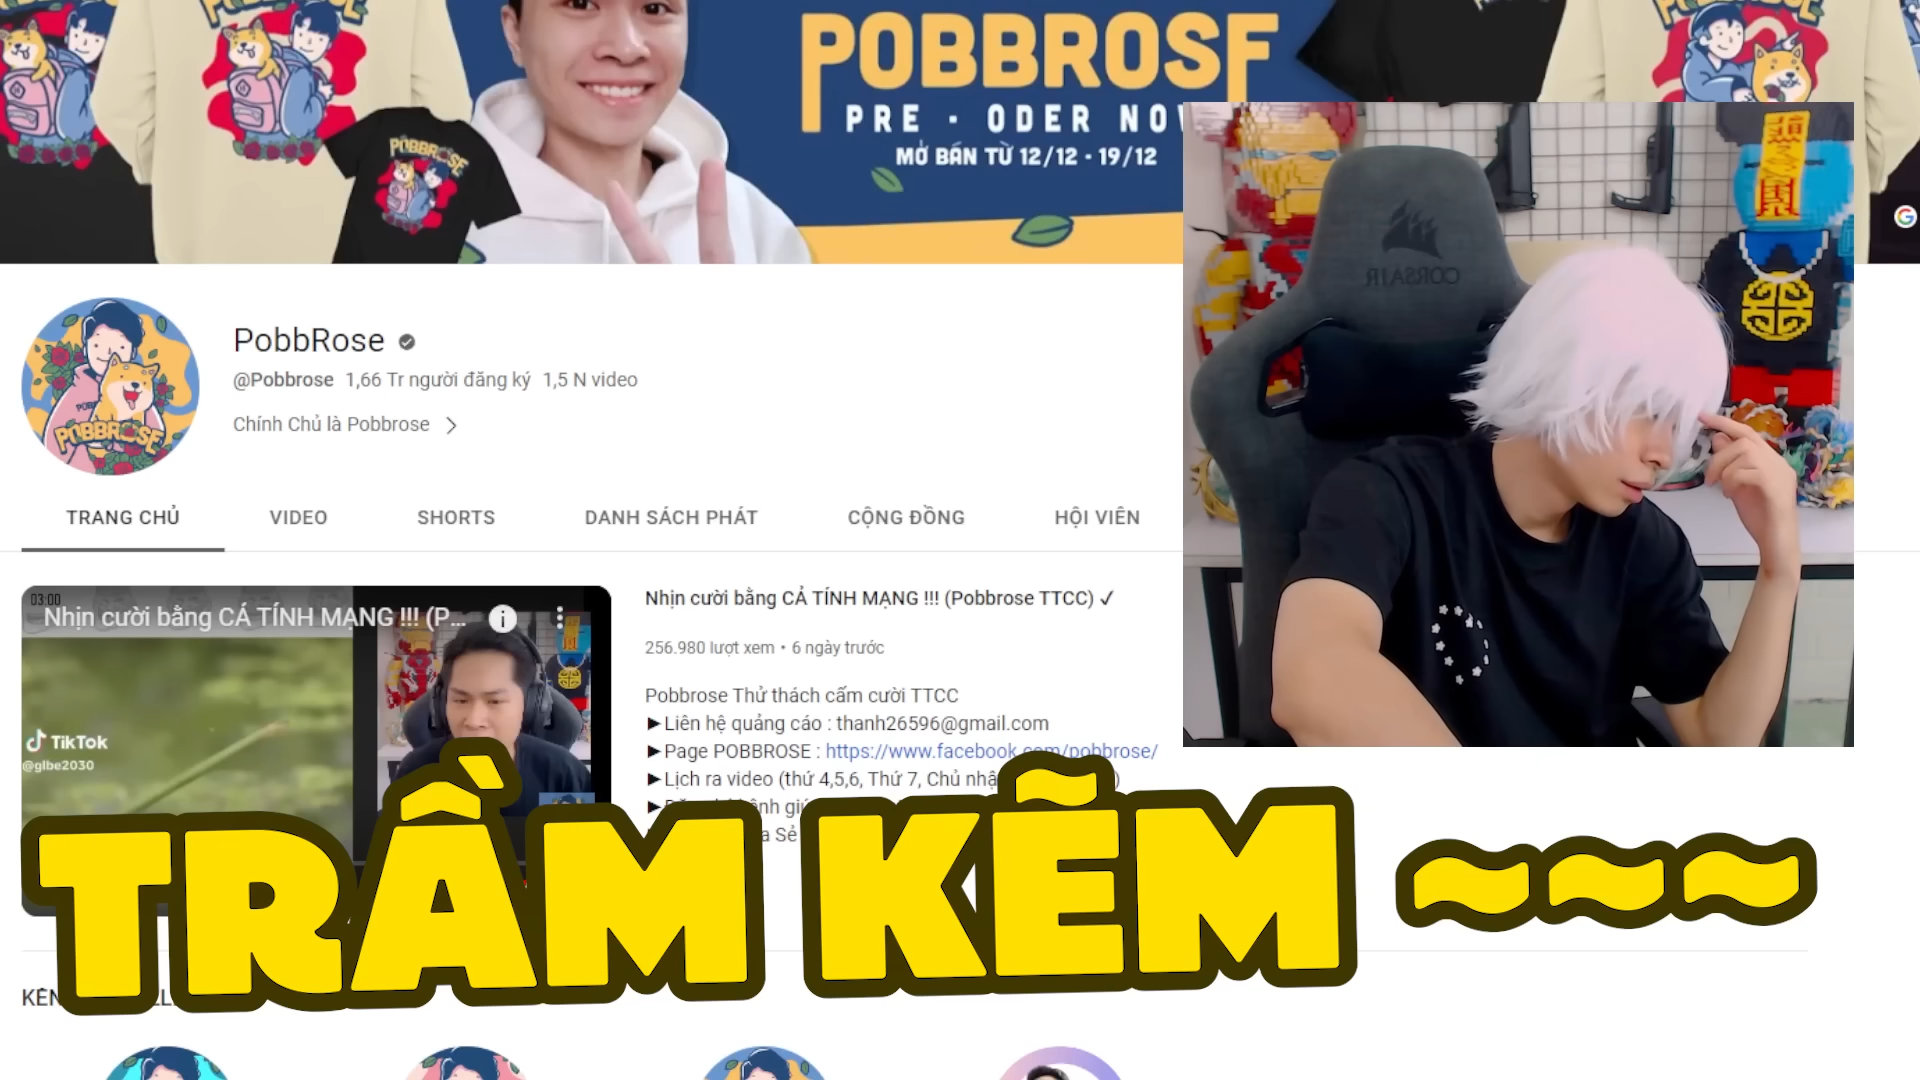 POBBROSE
PRE - ODER NOW
MỞ BÁN TỪ 12/12 - 19/12
POBBROSE
CORSAIR
PobbRose
@Pobbrose 1,66 Tr người đăng ký 1,5 N video
Chính Chủ là Pobbrose
POBBROSE
TRANG CHỦ VIDEO SHORTS DANH SÁCH PHÁT CỘNG ĐỒNG HỘI VIÊN
03:00
Nhịn cười bằng CẢ TÍNH MẠNG !!! (P...
TikTok
@glbe2030
Nhịn cười bằng CẢ TÍNH MẠNG !!! (Pobbrose TTCC) ✓
256.980 lượt xem • 6 ngày trước
Pobbrose Thử thách cấm cười TTCC
►Liên hệ quảng cáo : thanh26596@gmail.com
►Page POBBROSE : https://www.facebook.com/pobbrose/
►Lịch ra video (thứ 4,5,6, Thứ 7, Chủ nhậ
TRẦM KẼM ~~~